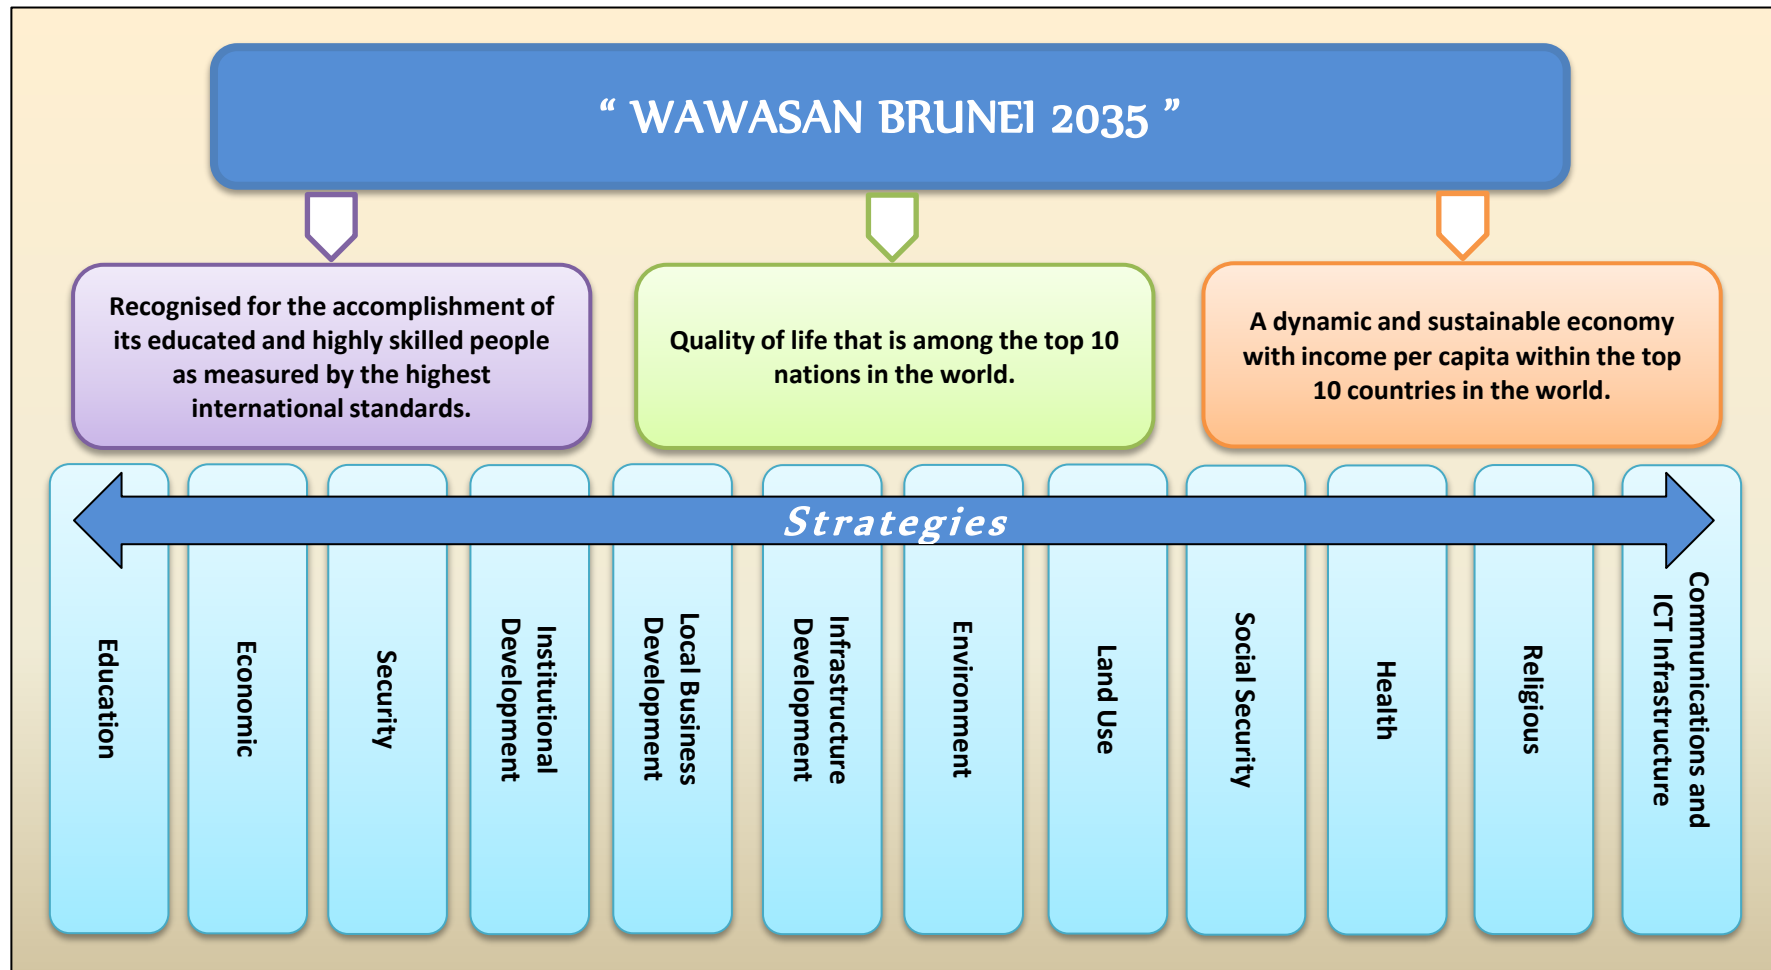 “ WAWASAN BRUNEI 2035 ”
Recognised for the accomplishment of
its educated and highly skilled people
as measured by the highest
international standards.
Quality of life that is among the top 10
nations in the world.
A dynamic and sustainable economy
with income per capita within the top
10 countries in the world.
Strategies
Education
Economic
Security
Institutional
Development
Local Business
Development
Infrastructure
Development
Environment
Land Use
Social Security
Health
Religious
Communications and
ICT Infrastructure